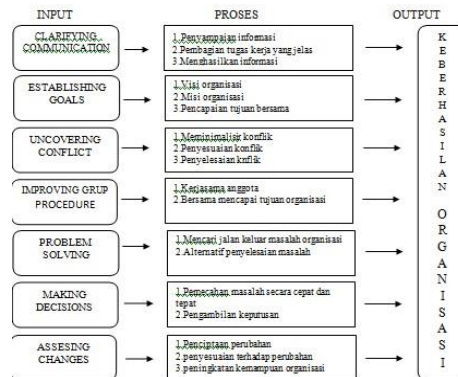 INPUT PROSES OUTPUT
CLARIFYING
COMMUNICATION
1.Penyampaian informasi
2.Pembagian tugas kerja yang jelas
3 Menghasilkan informasi
ESTABLISHING
GOALS
1.Visi organisasi
2.Misi organisasi
3.Pencapaian tujuan bersama
UNCOVERING
CONFLICT
1.Meminimalisir konflik
2.Penyesuaian konflik
3.Penyelesaian knflik
IMPROVING GRUP
PROCEDURE
1.Kerjasama anggota
2.Bersama mencapai tujuan organisasi
PROBLEM
SOLVING
1.Mencari jalan keluar masalah organisasi
2.Alternatif penyelesaian masalah
MAKING
DECISIONS
1.Pemecahan masalah secara cepat dan
tepat
2.Pengambilan keputusan
ASSESING
CHANGES
1.Penciptaan perubahan
2 penyesuaian terhadap perubahan
3 peningkatan kemampuan organisasi
KEBERHASILAN ORGANISASI